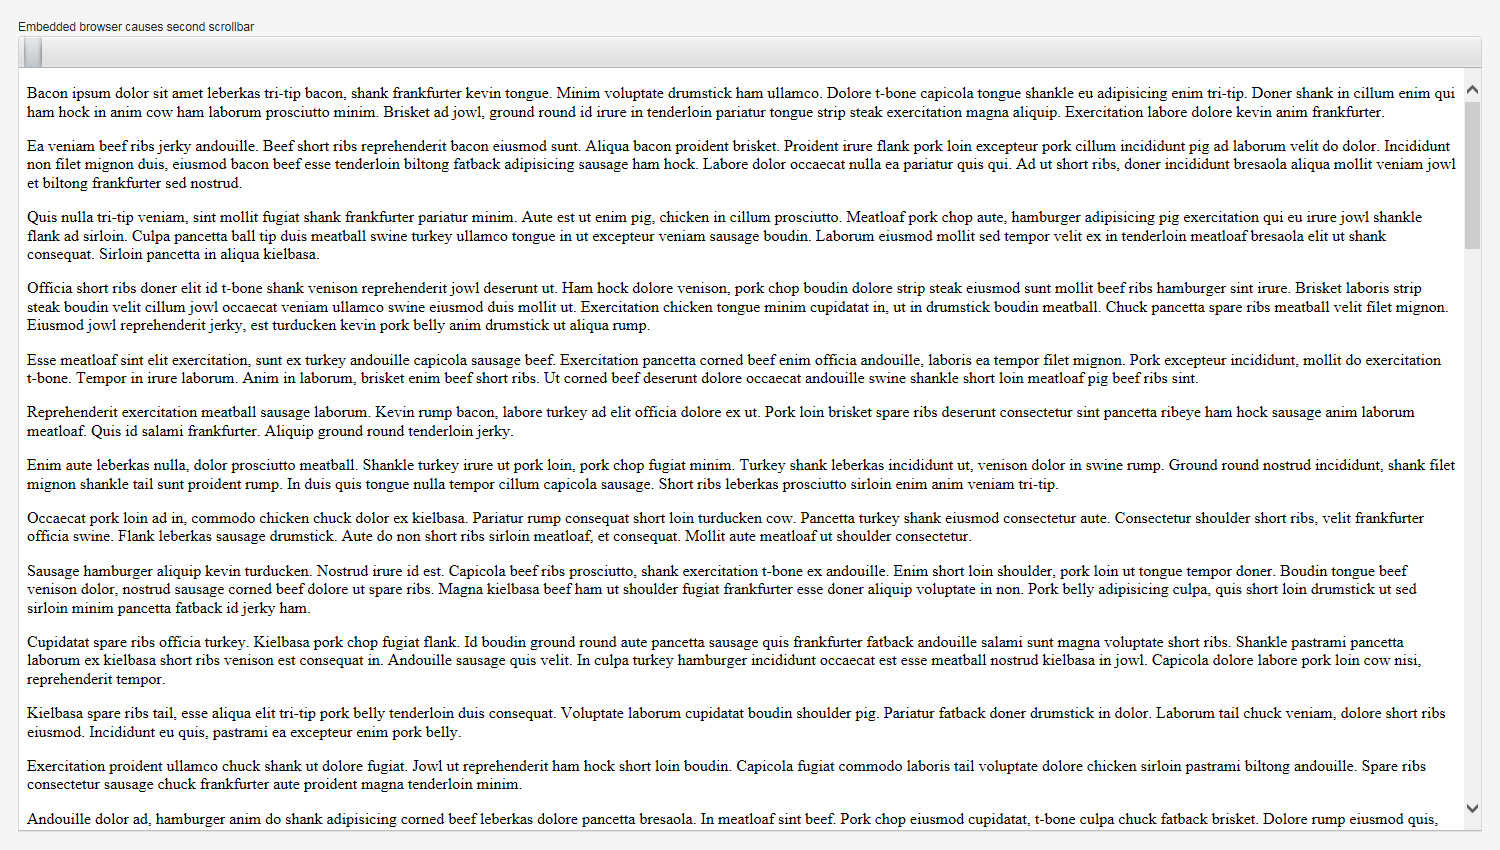 Embedded browser causes second scrollbar
Bacon ipsum dolor sit amet leberkas tri-tip bacon, shank frankfurter kevin tongue. Minim voluptate drumstick ham ullamco. Dolore t-bone capicola tongue shankle eu adipisicing enim tri-tip. Doner shank in cillum enim qui
ham hock in anim cow ham laborum prosciutto minim. Brisket ad jowl, ground round id irure in tenderloin pariatur tongue strip steak exercitation magna aliquip. Exercitation labore dolore kevin anim frankfurter.
Ea veniam beef ribs jerky andouille. Beef short ribs reprehenderit bacon eiusmod sunt. Aliqua bacon proident brisket. Proident irure flank pork loin excepteur pork cillum incididunt pig ad laborum velit do dolor. Incididunt
non filet mignon duis, eiusmod bacon beef esse tenderloin biltong fatback adipisicing sausage ham hock. Labore dolor occaecat nulla ea pariatur quis qui. Ad ut short ribs, doner incididunt bresaola aliqua mollit veniam jowl
et biltong frankfurter sed nostrud.
Quis nulla tri-tip veniam, sint mollit fugiat shank frankfurter pariatur minim. Aute est ut enim pig, chicken in cillum prosciutto. Meatloaf pork chop aute, hamburger adipisicing pig exercitation qui eu irure jowl shankle
flank ad sirloin. Culpa pancetta ball tip duis meatball swine turkey ullamco tongue in ut excepteur veniam sausage boudin. Laborum eiusmod mollit sed tempor velit ex in tenderloin meatloaf bresaola elit ut shank
consequat. Sirloin pancetta in aliqua kielbasa.
Officia short ribs doner elit id t-bone shank venison reprehenderit jowl deserunt ut. Ham hock dolore venison, pork chop boudin dolore strip steak eiusmod sunt mollit beef ribs hamburger sint irure. Brisket laboris strip
steak boudin velit cillum jowl occaecat veniam ullamco swine eiusmod duis mollit ut. Exercitation chicken tongue minim cupidatat in, ut in drumstick boudin meatball. Chuck pancetta spare ribs meatball velit filet mignon.
Eiusmod jowl reprehenderit jerky, est turducken kevin pork belly anim drumstick ut aliqua rump.
Esse meatloaf sint elit exercitation, sunt ex turkey andouille capicola sausage beef. Exercitation pancetta corned beef enim officia andouille, laboris ea tempor filet mignon. Pork excepteur incididunt, mollit do exercitation
t-bone. Tempor in irure laborum. Anim in laborum, brisket enim beef short ribs. Ut corned beef deserunt dolore occaecat andouille swine shankle short loin meatloaf pig beef ribs sint.
Reprehenderit exercitation meatball sausage laborum. Kevin rump bacon, labore turkey ad elit officia dolore ex ut. Pork loin brisket spare ribs deserunt consectetur sint pancetta ribeye ham hock sausage anim laborum
meatloaf. Quis id salami frankfurter. Aliquip ground round tenderloin jerky.
Enim aute leberkas nulla, dolor prosciutto meatball. Shankle turkey irure ut pork loin, pork chop fugiat minim. Turkey shank leberkas incididunt ut, venison dolor in swine rump. Ground round nostrud incididunt, shank filet
mignon shankle tail sunt proident rump. In duis quis tongue nulla tempor cillum capicola sausage. Short ribs leberkas prosciutto sirloin enim anim veniam tri-tip.
Occaecat pork loin ad in, commodo chicken chuck dolor ex kielbasa. Pariatur rump consequat short loin turducken cow. Pancetta turkey shank eiusmod consectetur aute. Consectetur shoulder short ribs, velit frankfurter
officia swine. Flank leberkas sausage drumstick. Aute do non short ribs sirloin meatloaf, et consequat. Mollit aute meatloaf ut shoulder consectetur.
Sausage hamburger aliquip kevin turducken. Nostrud irure id est. Capicola beef ribs prosciutto, shank exercitation t-bone ex andouille. Enim short loin shoulder, pork loin ut tongue tempor doner. Boudin tongue beef
venison dolor, nostrud sausage corned beef dolore ut spare ribs. Magna kielbasa beef ham ut shoulder fugiat frankfurter esse doner aliquip voluptate in non. Pork belly adipisicing culpa, quis short loin drumstick ut sed
sirloin minim pancetta fatback id jerky ham.
Cupidatat spare ribs officia turkey. Kielbasa pork chop fugiat flank. Id boudin ground round aute pancetta sausage quis frankfurter fatback andouille salami sunt magna voluptate short ribs. Shankle pastrami pancetta
laborum ex kielbasa short ribs venison est consequat in. Andouille sausage quis velit. In culpa turkey hamburger incididunt occaecat est esse meatball nostrud kielbasa in jowl. Capicola dolore labore pork loin cow nisi,
reprehenderit tempor.
Kielbasa spare ribs tail, esse aliqua elit tri-tip pork belly tenderloin duis consequat. Voluptate laborum cupidatat boudin shoulder pig. Pariatur fatback doner drumstick in dolor. Laborum tail chuck veniam, dolore short ribs
eiusmod. Incididunt eu quis, pastrami ea excepteur enim pork belly.
Exercitation proident ullamco chuck shank ut dolore fugiat. Jowl ut reprehenderit ham hock short loin boudin. Capicola fugiat commodo laboris tail voluptate dolore chicken sirloin pastrami biltong andouille. Spare ribs
consectetur sausage chuck frankfurter aute proident magna tenderloin minim.
Andouille dolor ad, hamburger anim do shank adipisicing corned beef leberkas dolore pancetta bresaola. In meatloaf sint beef. Pork chop eiusmod cupidatat, t-bone culpa chuck fatback brisket. Dolore rump eiusmod quis,